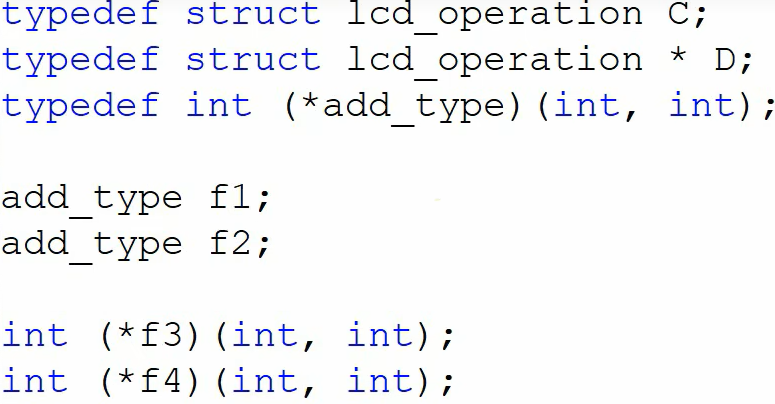 typedef struct lcd_operation C;
typedef struct lcd_operation * D;
typedef int (*add_type)(int, int);
add_type f1;
add_type f2;
int (*f3)(int, int);
int (*f4)(int, int);